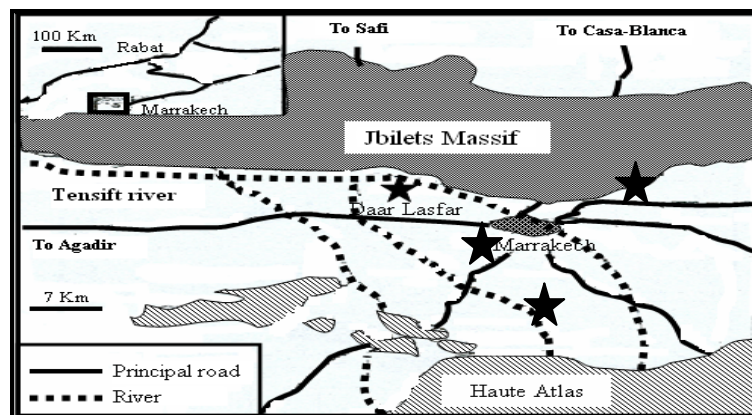 To Safi
To Casa-Blanca
100 Km
Rabat
Marrakech
Jbilets Massif
Tensift river
Daar Lasfar
To Agadir
Marrakech
7 Km
Principal road
River
Haute Atlas